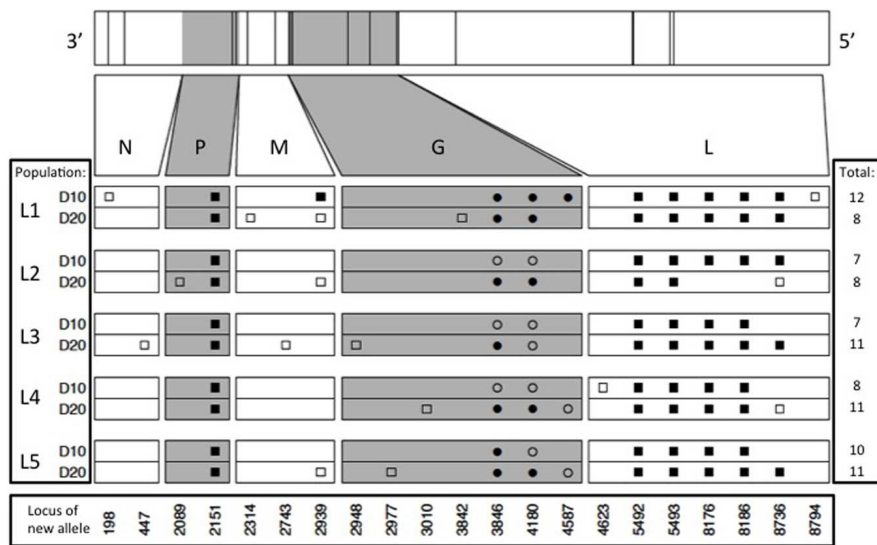 3’ 5’
N P M G L
Population: Total:
L1 D10 12
D20 8
L2 D10 7
D20 8
L3 D10 7
D20 11
L4 D10 8
D20 11
L5 D10 10
D20 11
Locus of
new allele
198 447 2089 2151 2314 2743 2939 2948 2977 3010 3842 3846 4180 4587 4623 5492 5493 8176 8186 8736 8794